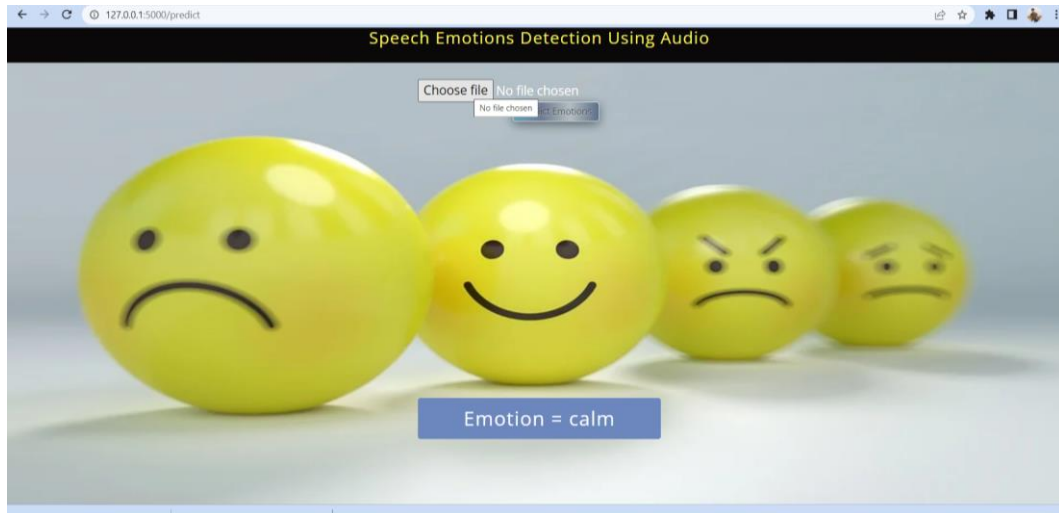 127.0.0.1:5000/predict
Speech Emotions Detection Using Audio
Choose file No file chosen
No file chosen
Emotions
Emotion = calm